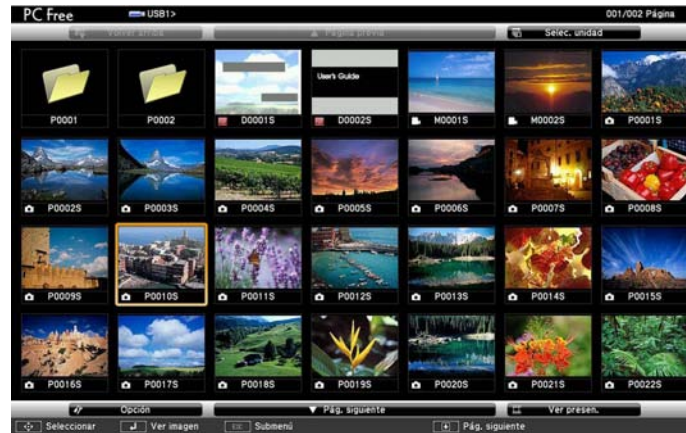 PC Free USB1> 001/002 Página
Volver arriba ▲ Página previa Selec. unidad
User's Guide
P0001 P0002 D0001S D0002S M0001S M0002S P0001S
P0002S P0003S P0004S P0005S P0006S P0007S P0008S
P0009S P0010S P0011S P0012S P0013S P0014S P0015S
P0016S P0017S P0018S P0019S P0020S P0021S P0022S
Opción ▼ Pág. siguiente Ver presen.
Seleccionar Ver imagen Esc Submenú Pág. siguiente